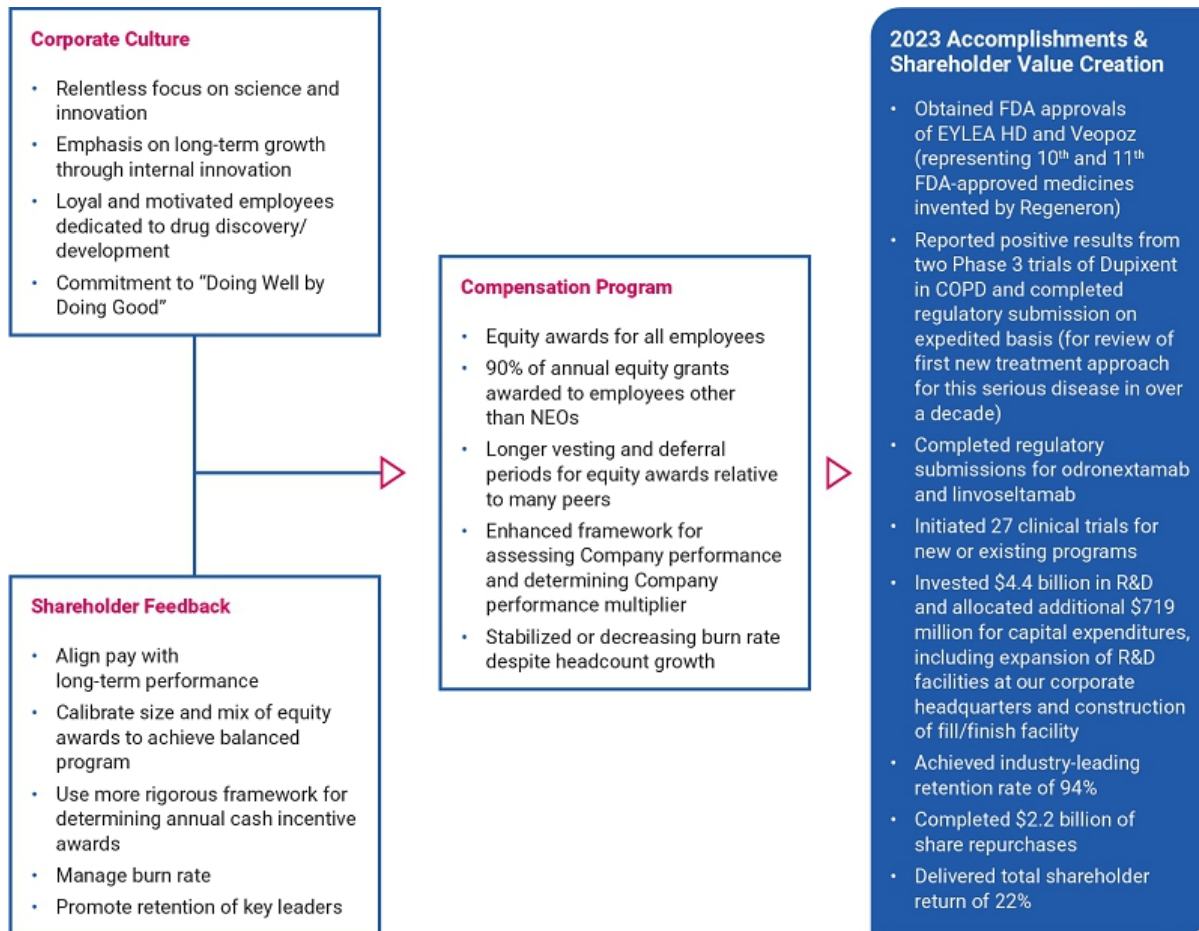 Corporate Culture
• Relentless focus on science and
innovation
• Emphasis on long-term growth
through internal innovation
• Loyal and motivated employees
dedicated to drug discovery/
development
• Commitment to “Doing Well by
Doing Good”
Shareholder Feedback
• Align pay with
long-term performance
• Calibrate size and mix of equity
awards to achieve balanced
program
• Use more rigorous framework for
determining annual cash incentive
awards
• Manage burn rate
• Promote retention of key leaders
Compensation Program
• Equity awards for all employees
• 90% of annual equity grants
awarded to employees other
than NEOs
• Longer vesting and deferral
periods for equity awards relative
to many peers
• Enhanced framework for
assessing Company performance
and determining Company
performance multiplier
• Stabilized or decreasing burn rate
despite headcount growth
2023 Accomplishments &
Shareholder Value Creation
• Obtained FDA approvals
of EYLEA HD and Veopoz
(representing 10th and 11th
FDA-approved medicines
invented by Regeneron)
• Reported positive results from
two Phase 3 trials of Dupixent
in COPD and completed
regulatory submission on
expedited basis (for review of
first new treatment approach
for this serious disease in over
a decade)
• Completed regulatory
submissions for odronextamab
and linvoseltamab
• Initiated 27 clinical trials for
new or existing programs
• Invested $4.4 billion in R&D
and allocated additional $719
million for capital expenditures,
including expansion of R&D
facilities at our corporate
headquarters and construction
of fill/finish facility
• Achieved industry-leading
retention rate of 94%
• Completed $2.2 billion of
share repurchases
• Delivered total shareholder
return of 22%